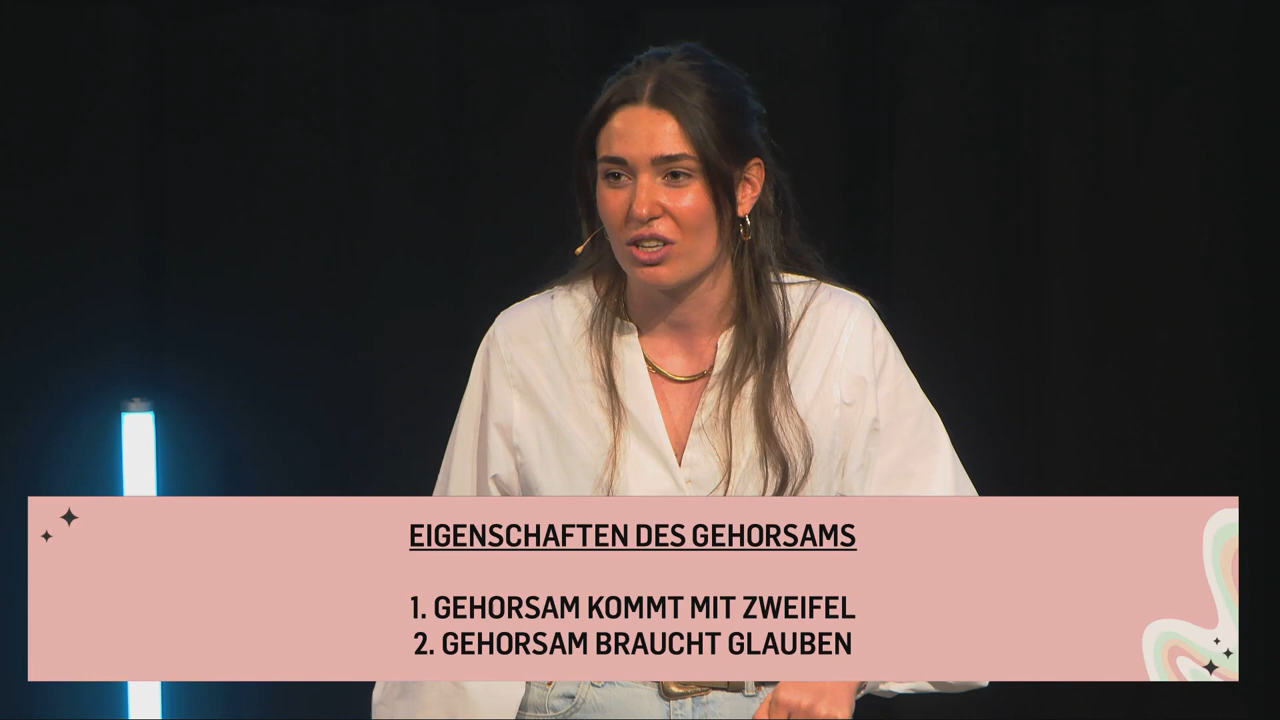 EIGENSCHAFTEN DES GEHORSAMS
1. GEHORSAM KOMMT MIT ZWEIFEL
2. GEHORSAM BRAUCHT GLAUBEN